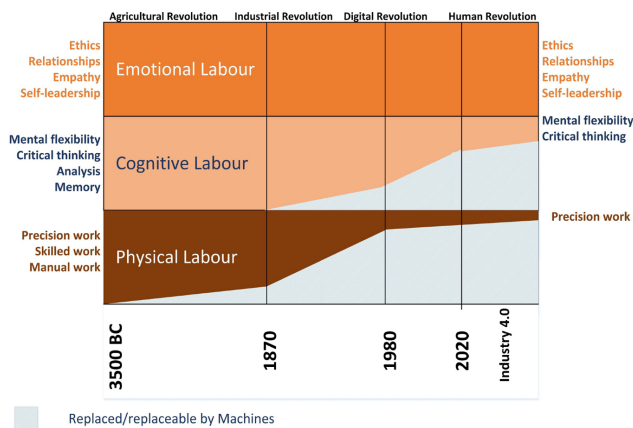 Agricultural Revolution
Industrial Revolution
Digital Revolution
Human Revolution
Ethics
Relationships
Empathy
Self-leadership
Emotional Labour
Ethics
Relationships
Empathy
Self-leadership
Mental flexibility
Critical thinking
Analysis
Memory
Cognitive Labour
Mental flexibility
Critical thinking
Precision work
Skilled work
Manual work
Physical Labour
Precision work
3500 BC
1870
1980
2020
Industry 4.0
Replaced/replaceable by Machines